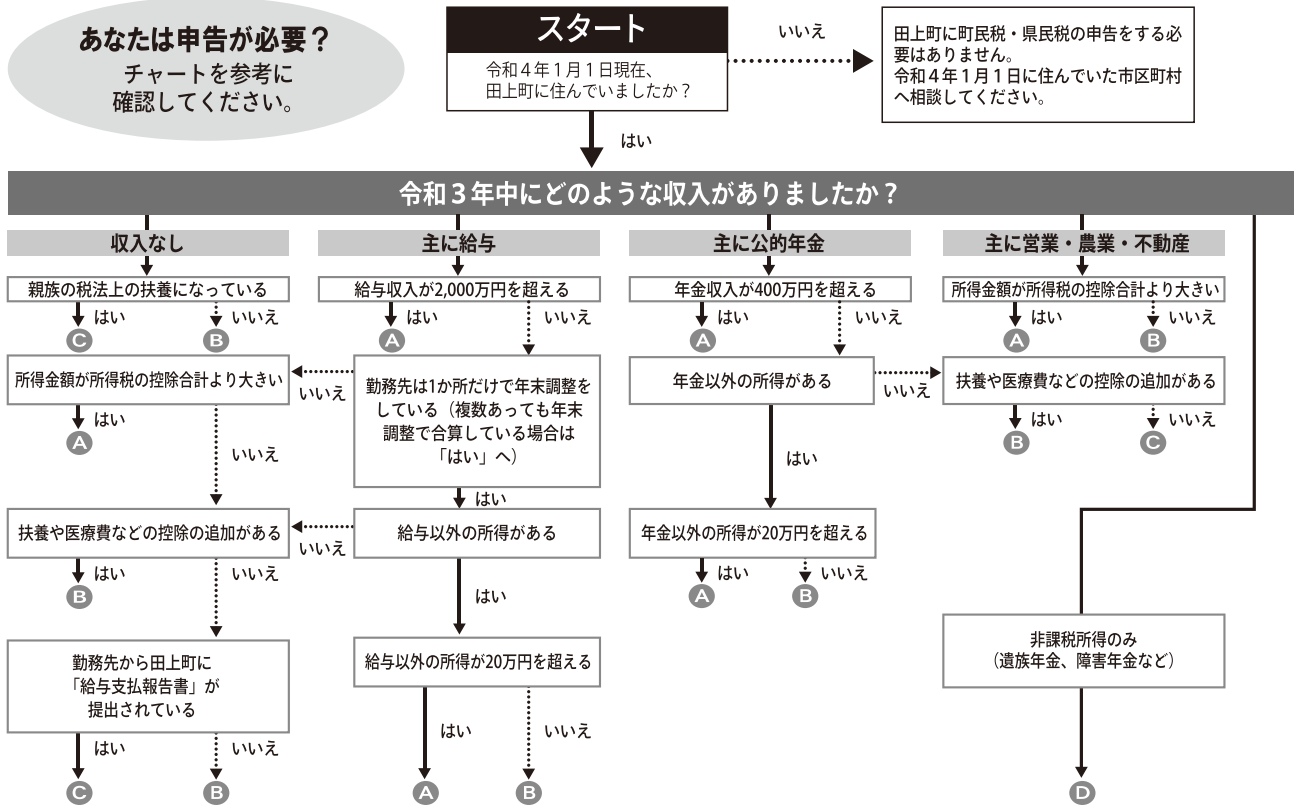 あなたは申告が必要？
チャートを参考に
確認してください。
スタート
令和４年１月１日現在、
田上町に住んでいましたか？
いいえ
田上町に町民税・県民税の申告をする必
要はありません。
令和４年１月１日に住んでいた市区町村
へ相談してください。
はい
令和３年中にどのような収入がありましたか？
収入なし
親族の税法上の扶養になっている
はい
いいえ
C
B
所得金額が所得税の控除合計より大きい
はい
A
いいえ
扶養や医療費などの控除の追加がある
はい
いいえ
B
勤務先から田上町に
「給与支払報告書」が
提出されている
はい
いいえ
C
B
主に給与
給与収入が2,000万円を超える
はい
いいえ
A
勤務先は1か所だけで年末調整を
している（複数あっても年末
調整で合算している場合は
「はい」へ）
いいえ
はい
給与以外の所得がある
いいえ
はい
給与以外の所得が20万円を超える
はい
いいえ
A
B
主に公的年金
年金収入が400万円を超える
はい
いいえ
A
年金以外の所得がある
いいえ
はい
年金以外の所得が20万円を超える
はい
いいえ
A
B
主に営業・農業・不動産
所得金額が所得税の控除合計より大きい
はい
いいえ
A
B
扶養や医療費などの控除の追加がある
はい
いいえ
B
C
非課税所得のみ
（遺族年金、障害年金など）
D